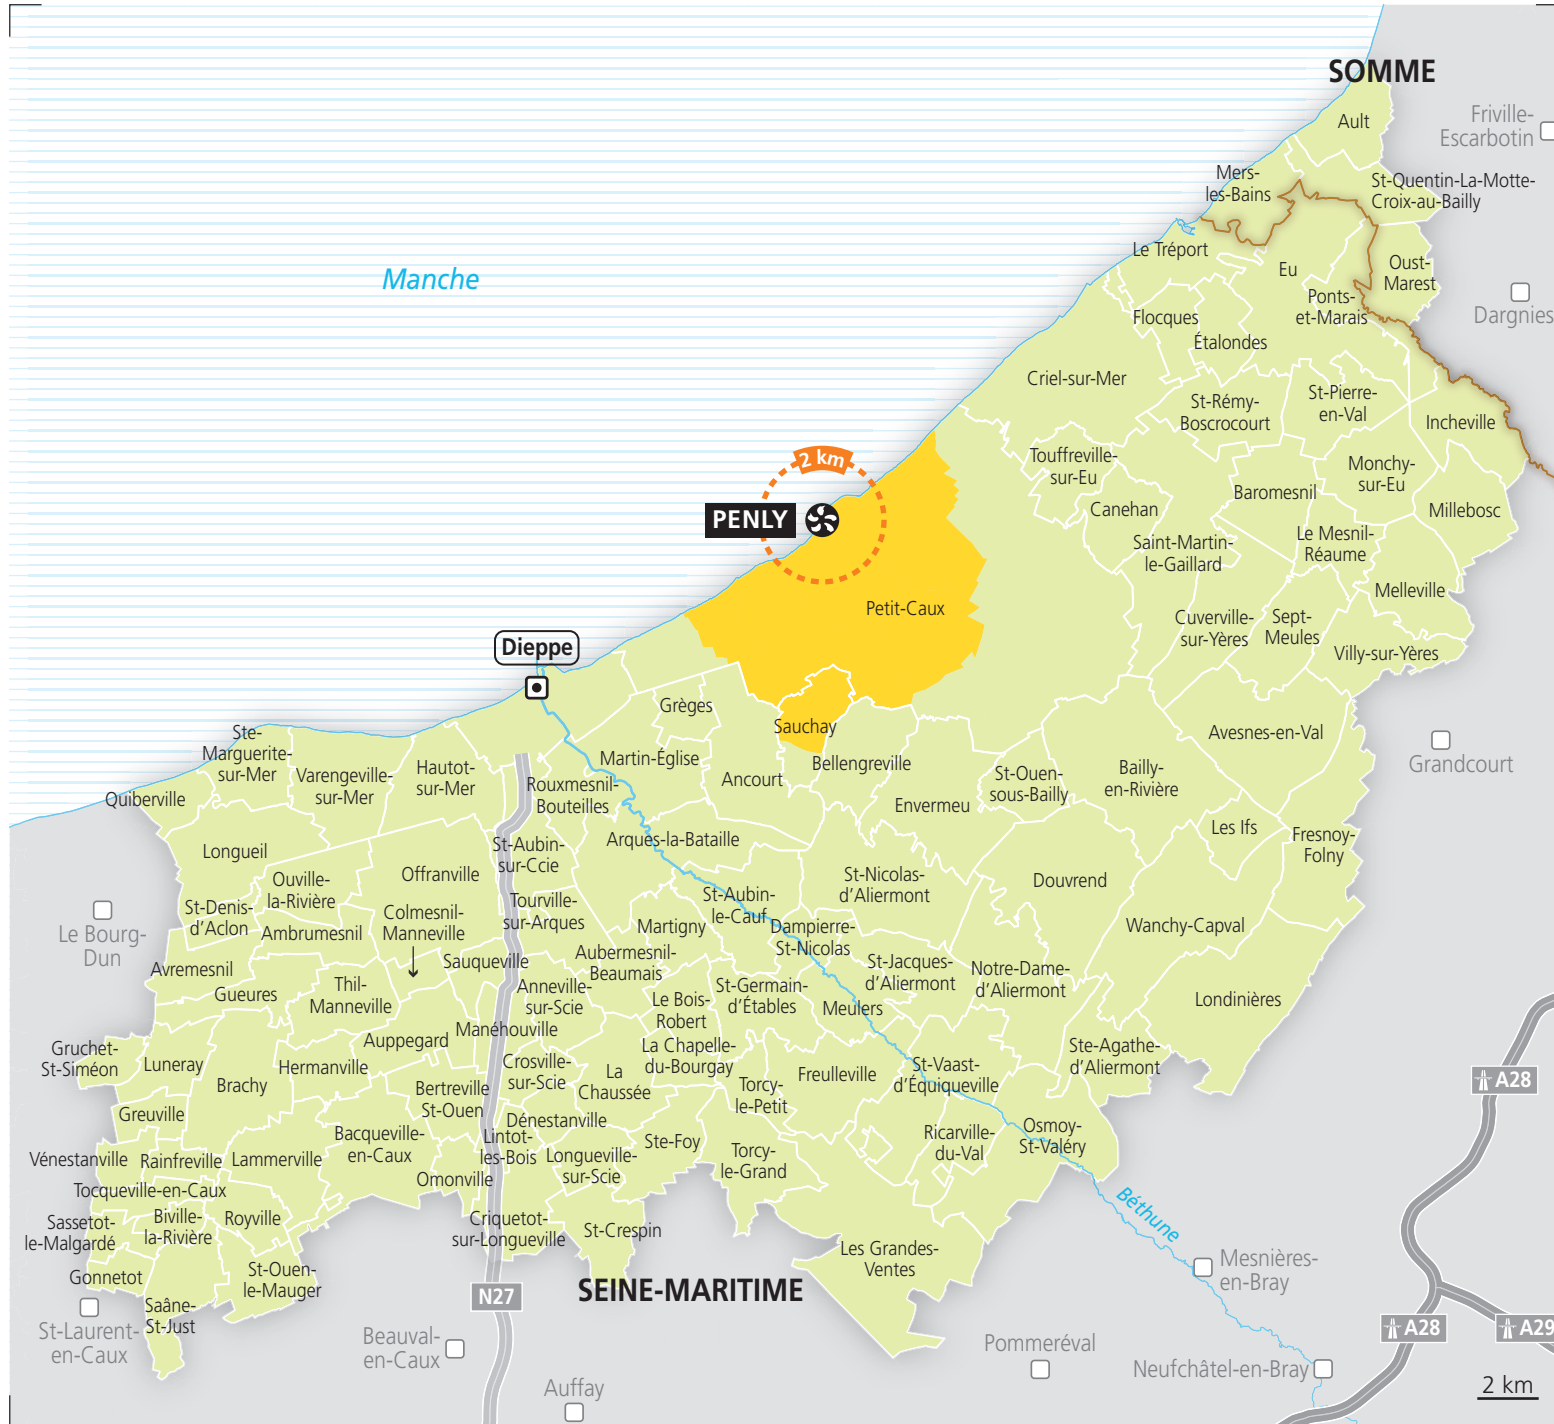 SOMME
Ault
Friville-
Escarbotin
Mers-
les-Bains
St-Quentin-La-Motte-
Croix-au-Bailly
Le Tréport
Eu
Oust-
Marest
Manche
Ponts-
et-Marais
Dargnies
Flocques
Étalondes
Criel-sur-Mer
St-Rémy-
Boscrocourt
St-Pierre-
en-Val
Incheville
2 km
Touffreville-
sur-Eu
Monchy-
sur-Eu
Baromesnil
Canehan
Millebosc
PENLY
Saint-Martin-
le-Gaillard
Le Mesnil-
Réaume
Melleville
Petit-Caux
Cuverville-
sur-Yères
Sept-
Meules
Villy-sur-Yères
Dieppe
Grèges
Sauchay
Avesnes-en-Val
Ste-
Marguerite-
sur-Mer
Varengeville-
sur-Mer
Hautot-
sur-Mer
Martin-Église
Ancourt
Bellengreville
St-Ouen-
sous-Bailly
Bailly-
en-Rivière
Grandcourt
Quiberville
Rouxmesnil-
Bouteilles
Envermeu
Les Ifs
Fresnoy-
Folny
Longueil
St-Aubin-
sur-Ccie
Arques-la-Bataille
Offranville
Ouville-
la-Rivière
St-Nicolas-
d'Aliermont
Douvrend
St-Denis-
d'Aclon
Colmesnil-
Manneville
Tourville-
sur-Arques
St-Aubin-
le-Cauf
Martigny
Dampierre-
St-Nicolas
Wanchy-Capval
Le Bourg-
Dun
Ambrumesnil
Avremesnil
Sauqueville
Aubermesnil-
Beaumais
St-Jacques-
d'Aliermont
Notre-Dame-
d'Aliermont
Gueures
Thil-
Manneville
Anneville-
sur-Scie
Le Bois-
Robert
St-Germain-
d'Étables
Meulers
Londinières
Auppegard
Manéhouville
Gruchet-
St-Siméon
Luneray
Hermanville
Brachy
Crosville-
sur-Scie
La
Chaussée
La Chapelle-
du-Bourgay
Torcy-
le-Petit
Freulleville
St-Vaast-
d'Équiqueville
Ste-Agathe-
d'Aliermont
A28
Bertreville
St-Ouen
Greuville
Dénestanville
Bacqueville-
en-Caux
Lintot-
les-Bois
Longueville-
sur-Scie
Ste-Foy
Torcy-
le-Grand
Ricarville-
du-Val
Osmoy-
St-Valéry
Vénestanville
Rainfreville
Lammerville
Omonville
Tocqueville-en-Caux
Sassetot-
le-Malgardé
Biville-
la-Rivière
Royville
Criquetot-
sur-Longueville
St-Crespin
Béthune
Les Grandes-
Ventes
Mesnières-
en-Bray
Gonnetot
St-Ouen-
le-Mauger
N27
SEINE-MARITIME
Saâne-
St-Just
St-Laurent-
en-Caux
Beauval-
en-Caux
Auffay
Pommeréval
Neufchâtel-en-Bray
A28
A29
2 km